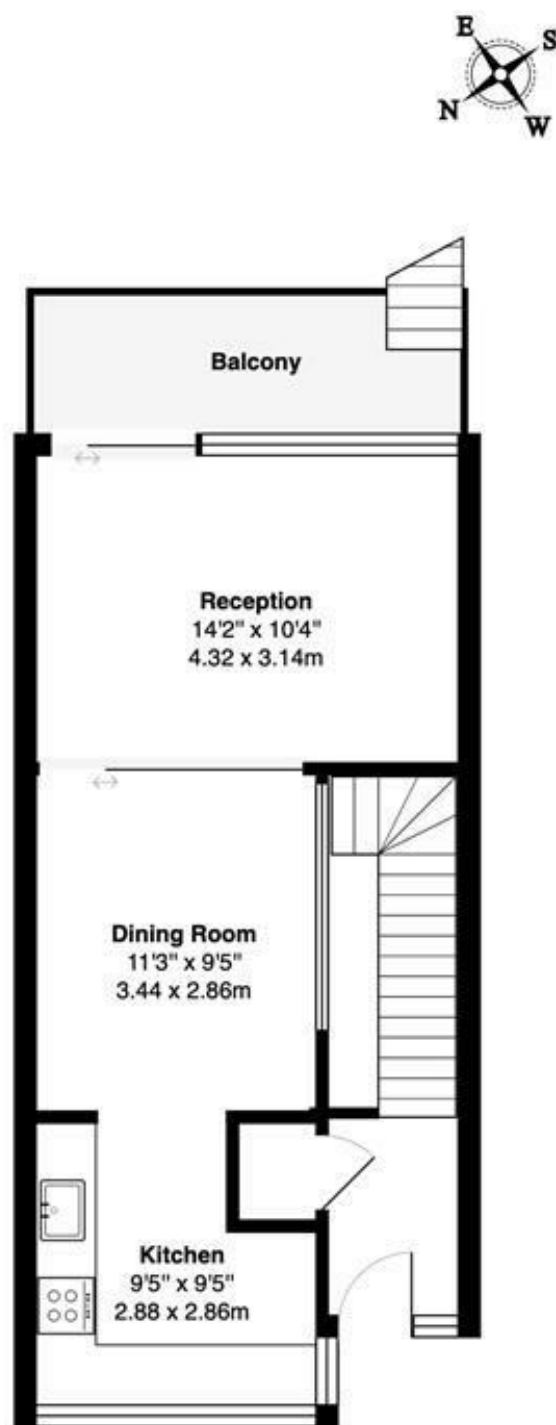 E
S
N
W
Balcony
Reception
14'2" x 10'4"
4.32 x 3.14m
Dining Room
11'3" x 9'5"
3.44 x 2.86m
Kitchen
9'5" x 9'5"
2.88 x 2.86m